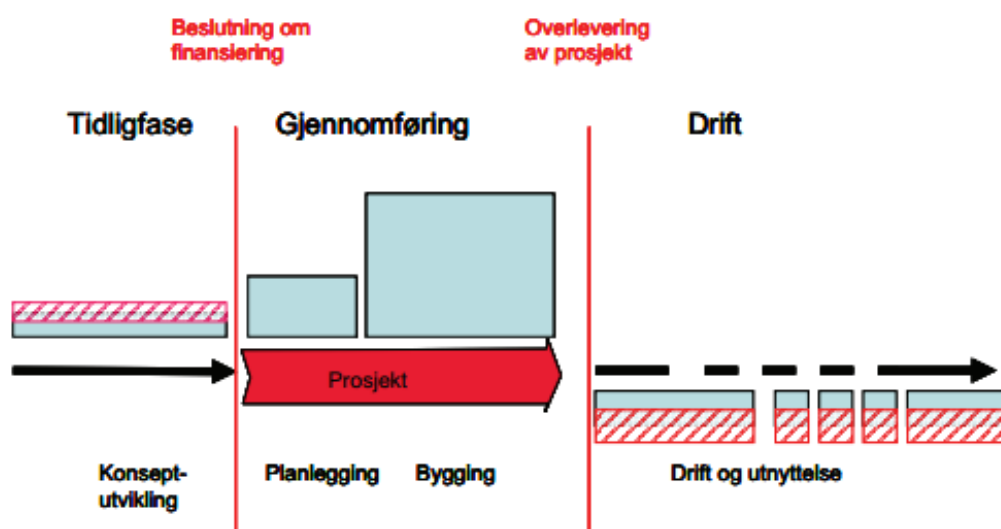 Beslutning om
finansiering
Overlevering
av prosjekt
Tidligfase
Gjennomføring
Drift
Prosjekt
Konsept-
utvikling
Planlegging
Bygging
Drift og utnyttelse